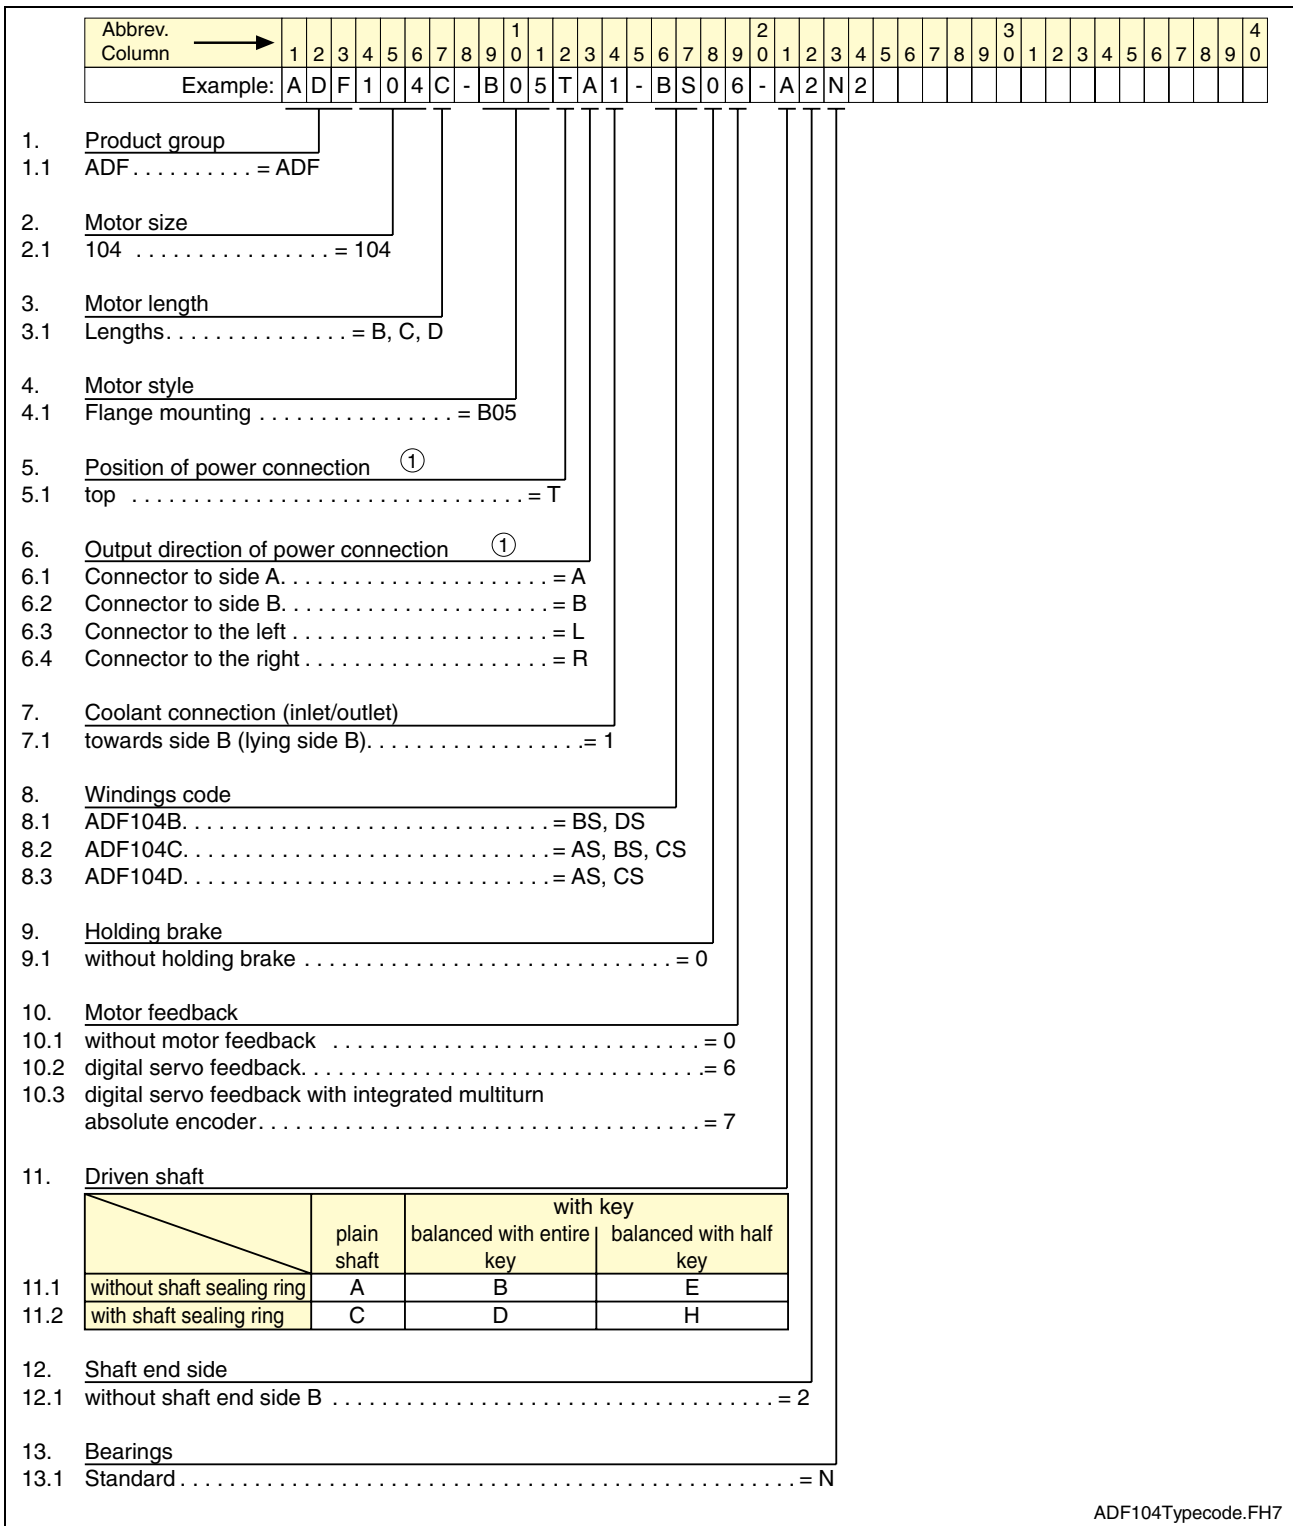 Abbrev.
Column
1 2 3 4 5 6 7 8 9 10 1 2 3 4 5 6 7 8 9 20 1 2 3 4 5 6 7 8 9 30 1 2 3 4 5 6 7 8 9 40
Example: A D F 1 0 4 C - B 0 5 T A 1 - B S 0 6 - A 2 N 2
1. Product group
1.1 ADF . . . . . . . . . . = ADF
2. Motor size
2.1 104 . . . . . . . . . . . . . . . . = 104
3. Motor length
3.1 Lengths. . . . . . . . . . . . . . . = B, C, D
4. Motor style
4.1 Flange mounting . . . . . . . . . . . . . . . . = B05
5. Position of power connection ①
5.1 top . . . . . . . . . . . . . . . . . . . . . . . . . . . . . . . . = T
6. Output direction of power connection ①
6.1 Connector to side A. . . . . . . . . . . . . . . . . . . . . . = A
6.2 Connector to side B. . . . . . . . . . . . . . . . . . . . . . = B
6.3 Connector to the left . . . . . . . . . . . . . . . . . . . . . = L
6.4 Connector to the right . . . . . . . . . . . . . . . . . . . . = R
7. Coolant connection (inlet/outlet)
7.1 towards side B (lying side B). . . . . . . . . . . . . . . . . .= 1
8. Windings code
8.1 ADF104B. . . . . . . . . . . . . . . . . . . . . . . . . . . . . . = BS, DS
8.2 ADF104C. . . . . . . . . . . . . . . . . . . . . . . . . . . . . . = AS, BS, CS
8.3 ADF104D. . . . . . . . . . . . . . . . . . . . . . . . . . . . . . = AS, CS
9. Holding brake
9.1 without holding brake . . . . . . . . . . . . . . . . . . . . . . . . . . . . . . = 0
10. Motor feedback
10.1 without motor feedback . . . . . . . . . . . . . . . . . . . . . . . . . . . . . . = 0
10.2 digital servo feedback. . . . . . . . . . . . . . . . . . . . . . . . . . . . . . . . .= 6
10.3 digital servo feedback with integrated multiturn
absolute encoder. . . . . . . . . . . . . . . . . . . . . . . . . . . . . . . . . . . . = 7
11. Driven shaft
with key
plain shaft balanced with entire key balanced with half key
11.1 without shaft sealing ring A B E
11.2 with shaft sealing ring C D H
12. Shaft end side
12.1 without shaft end side B . . . . . . . . . . . . . . . . . . . . . . . . . . . . . . . . . . . . = 2
13. Bearings
13.1 Standard . . . . . . . . . . . . . . . . . . . . . . . . . . . . . . . . . . . . . . . . . . . . . . . . . . = N
ADF104Typecode.FH7